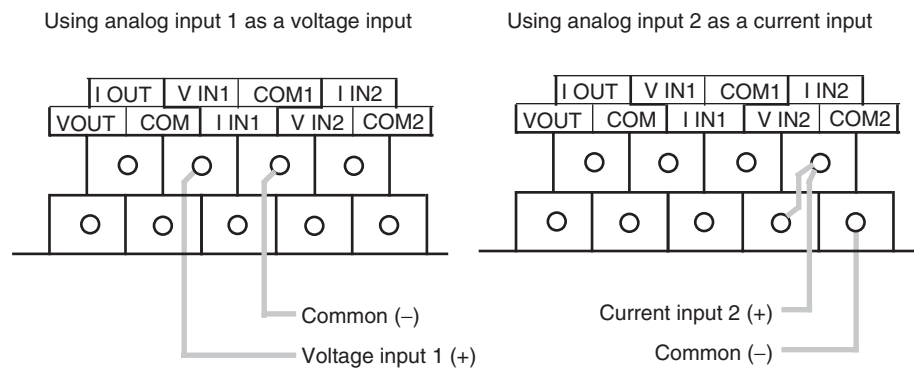 Using analog input 1 as a voltage input
I OUT V IN1 COM1 I IN2
VOUT COM I IN1 V IN2 COM2
Common (−)
Voltage input 1 (+)
Using analog input 2 as a current input
I OUT V IN1 COM1 I IN2
VOUT COM I IN1 V IN2 COM2
Current input 2 (+)
Common (−)